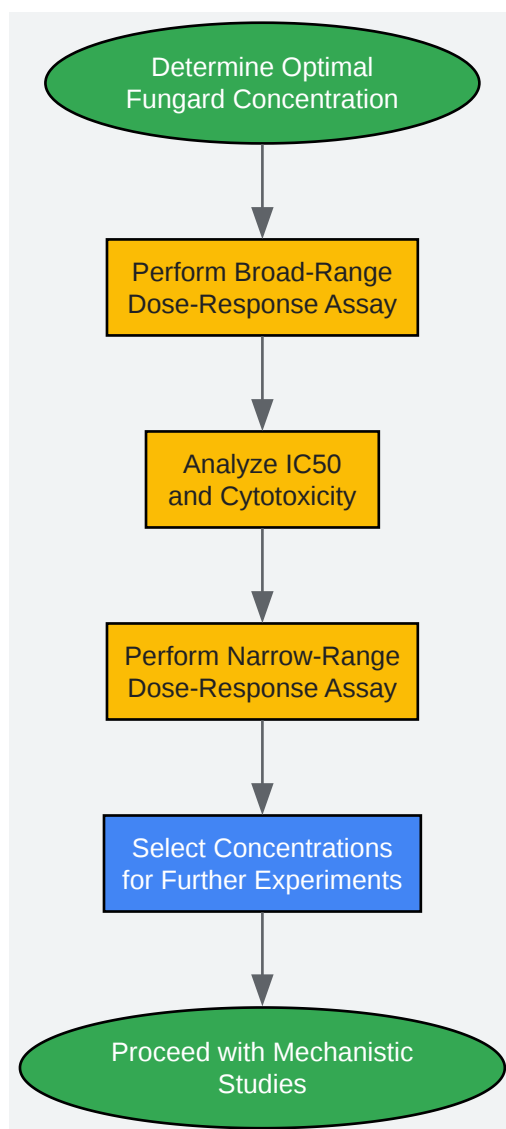 Determine Optimal
Fungard Concentration
Perform Broad-Range
Dose-Response Assay
Analyze IC50
and Cytotoxicity
Perform Narrow-Range
Dose-Response Assay
Select Concentrations
for Further Experiments
Proceed with Mechanistic
Studies